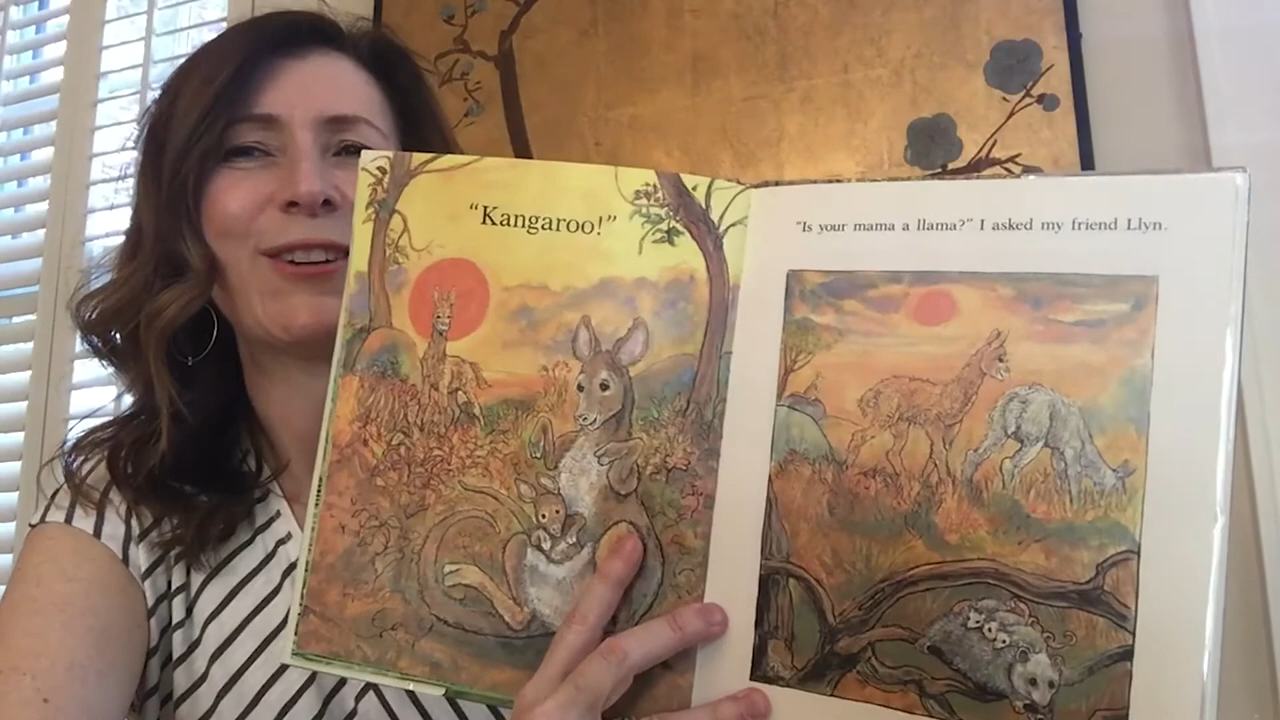 “Kangaroo!”
“Is your mama a llama?” I asked my friend Llyn.